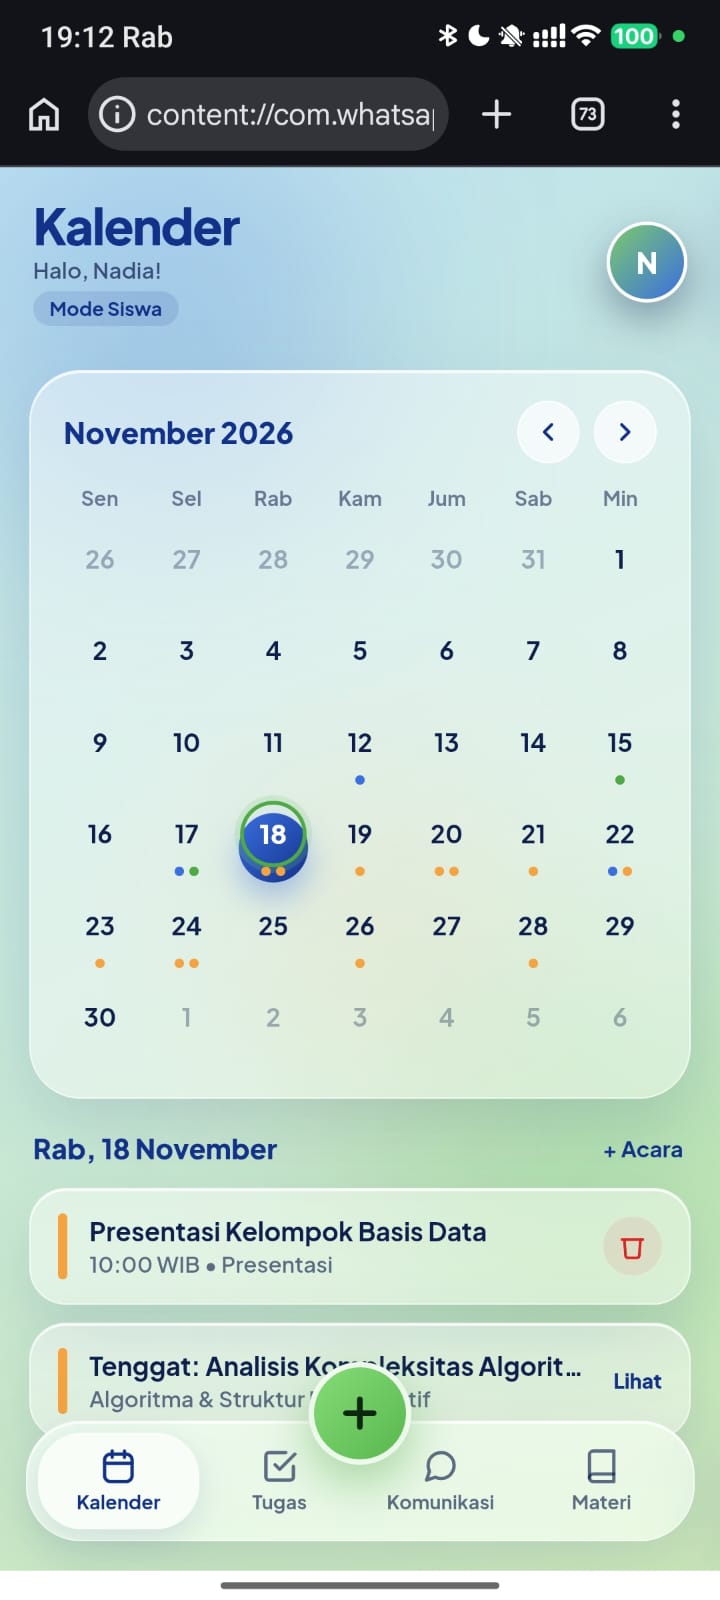 19:12 Rab
100
content://com.whatsa
73
Kalender
Halo, Nadia!
Mode Siswa
N
November 2026
Sen Sel Rab Kam Jum Sab Min
26 27 28 29 30 31 1
2 3 4 5 6 7 8
9 10 11 12 13 14 15
16 17 18 19 20 21 22
23 24 25 26 27 28 29
30 1 2 3 4 5 6
Rab, 18 November
+ Acara
Presentasi Kelompok Basis Data
10:00 WIB • Presentasi
Tenggat: Analisis Kompleksitas Algorit...
Lihat
Algoritma & Struktur
+
Kalender Tugas Komunikasi Materi